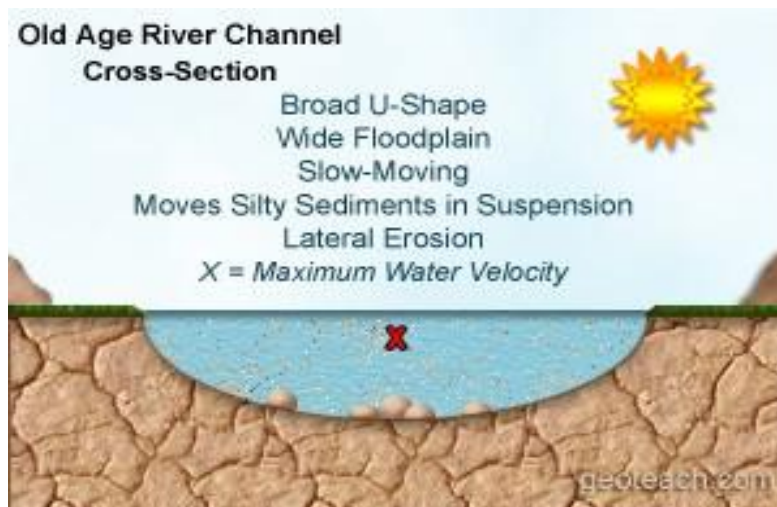 Old Age River Channel
Cross-Section
Broad U-Shape
Wide Floodplain
Slow-Moving
Moves Silty Sediments in Suspension
Lateral Erosion
X = Maximum Water Velocity
X
geoteach.com